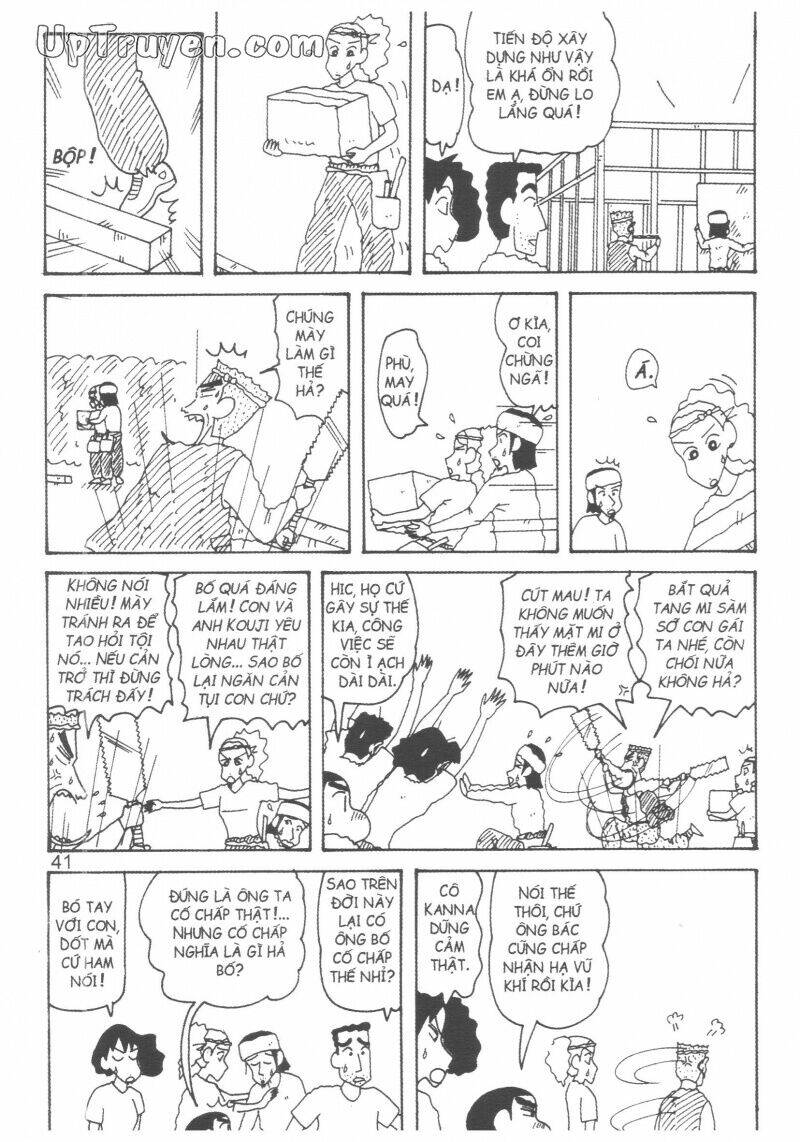 UpTruyen.com
TIẾN ĐỘ XÂY
DỰNG NHƯ VẬY
LÀ KHÁ ỔN RỒI
EM Ạ, ĐỪNG LO
LẮNG QUÁ!
DẠ!
BỘP!
Á.
Ơ KÌA,
COI
CHỪNG
NGÃ!
PHÙ,
MAY
QUÁ!
CHÚNG
MÀY
LÀM GÌ
THẾ
HẢ?
BẮT QUẢ
TANG MI SÀM
SỠ CON GÁI
TA NHÉ, CÒN
CHỐI NỮA
KHÔNG HẢ?
CÚT MAU! TA
KHÔNG MUỐN
THẤY MẶT MI Ở
ĐÂY THÊM GIỜ
PHÚT NÀO
NỮA!
HIC, HỌ CỨ
GÂY SỰ THẾ
KIA, CÔNG
VIỆC SẼ
CÒN Ì ẠCH
DÀI DÀI.
BỐ QUÁ ĐÁNG
LẮM! CON VÀ
ANH KOUJI YÊU
NHAU THẬT
LÒNG... SAO BỐ
LẠI NGĂN CẢN
TỤI CON CHỨ?
KHÔNG NÓI
NHIỀU! MÀY
TRÁNH RA ĐỂ
TAO HỎI TỘI
NÓ... NẾU CẢN
TRỞ THÌ ĐỪNG
TRÁCH ĐẤY!
41
NÓI THẾ
THÔI, CHỨ
ÔNG BÁC
CŨNG CHẤP
NHẬN HẠ VŨ
KHÍ RỒI KÌA!
CÔ
KANNA
DŨNG
CẢM
THẬT.
SAO TRÊN
ĐỜI NÀY
LẠI CÓ
ÔNG BỐ
CỐ CHẤP
THẾ NHỈ?
ĐÚNG LÀ ÔNG TA
CỐ CHẤP THẬT!...
NHƯNG CỐ CHẤP
NGHĨA LÀ GÌ HẢ
BỐ?
BÓ TAY
VỚI CON,
DỐT MÀ
CỨ HAM
NÓI!